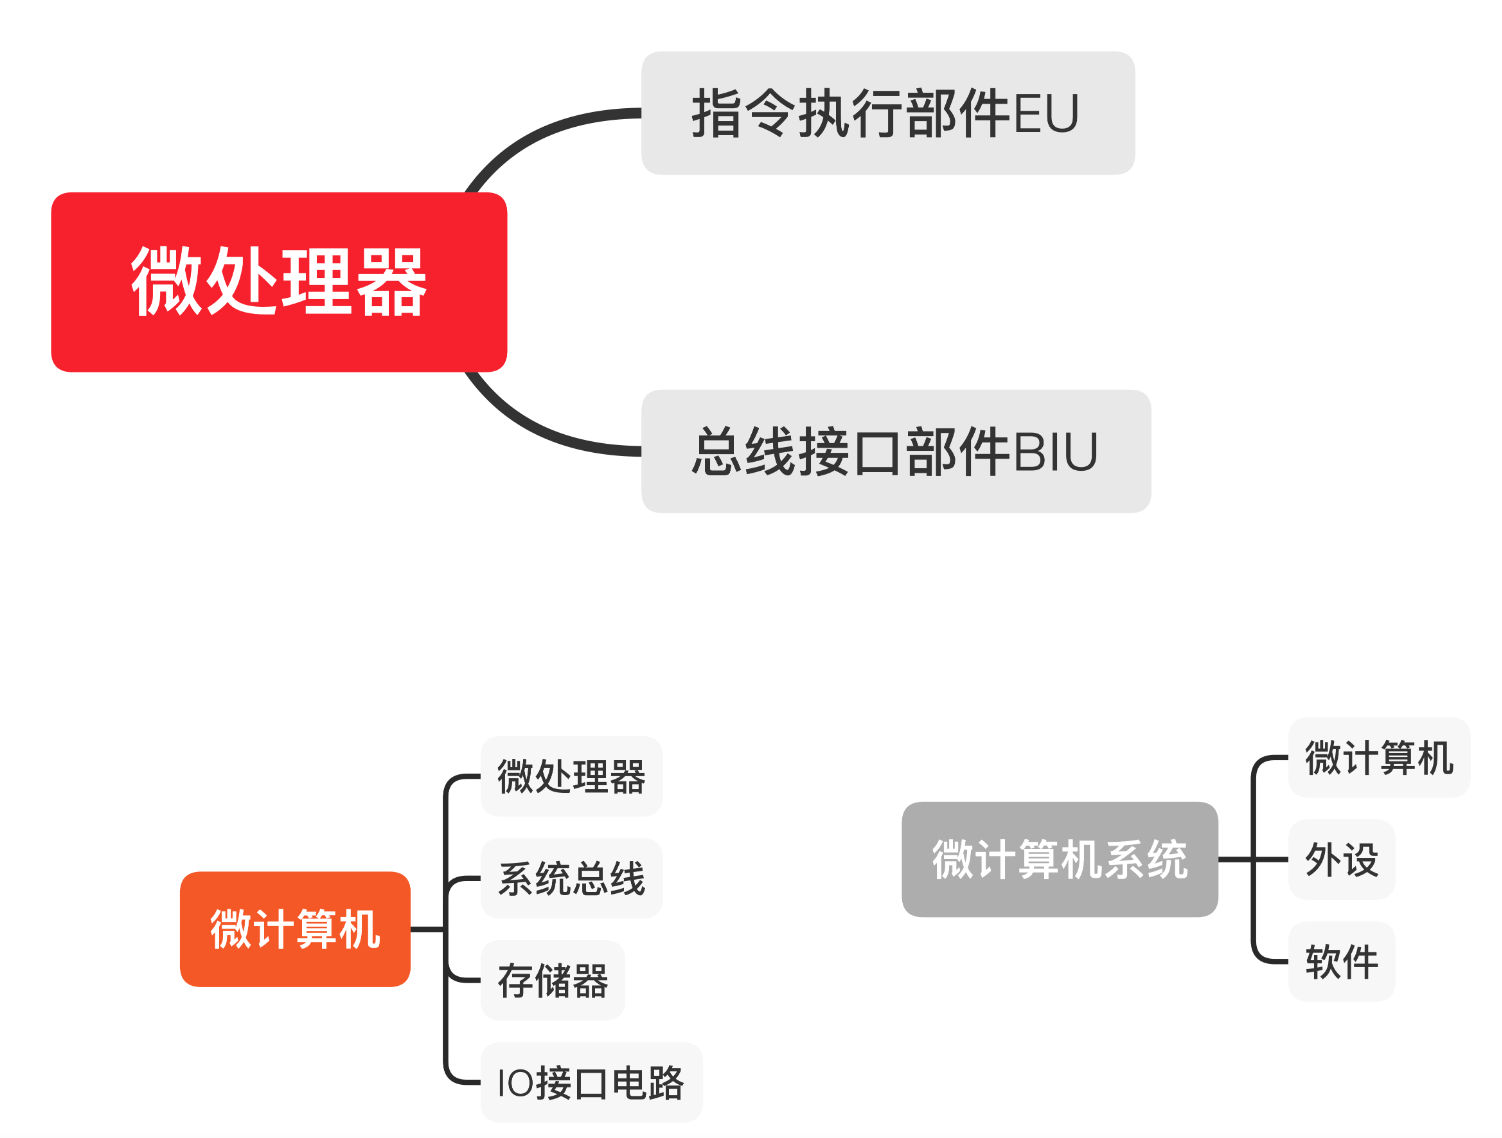 指令执行部件EU
微处理器
总线接口部件BIU
微计算机
微处理器
系统总线
存储器
IO接口电路
微计算机系统
微计算机
外设
软件